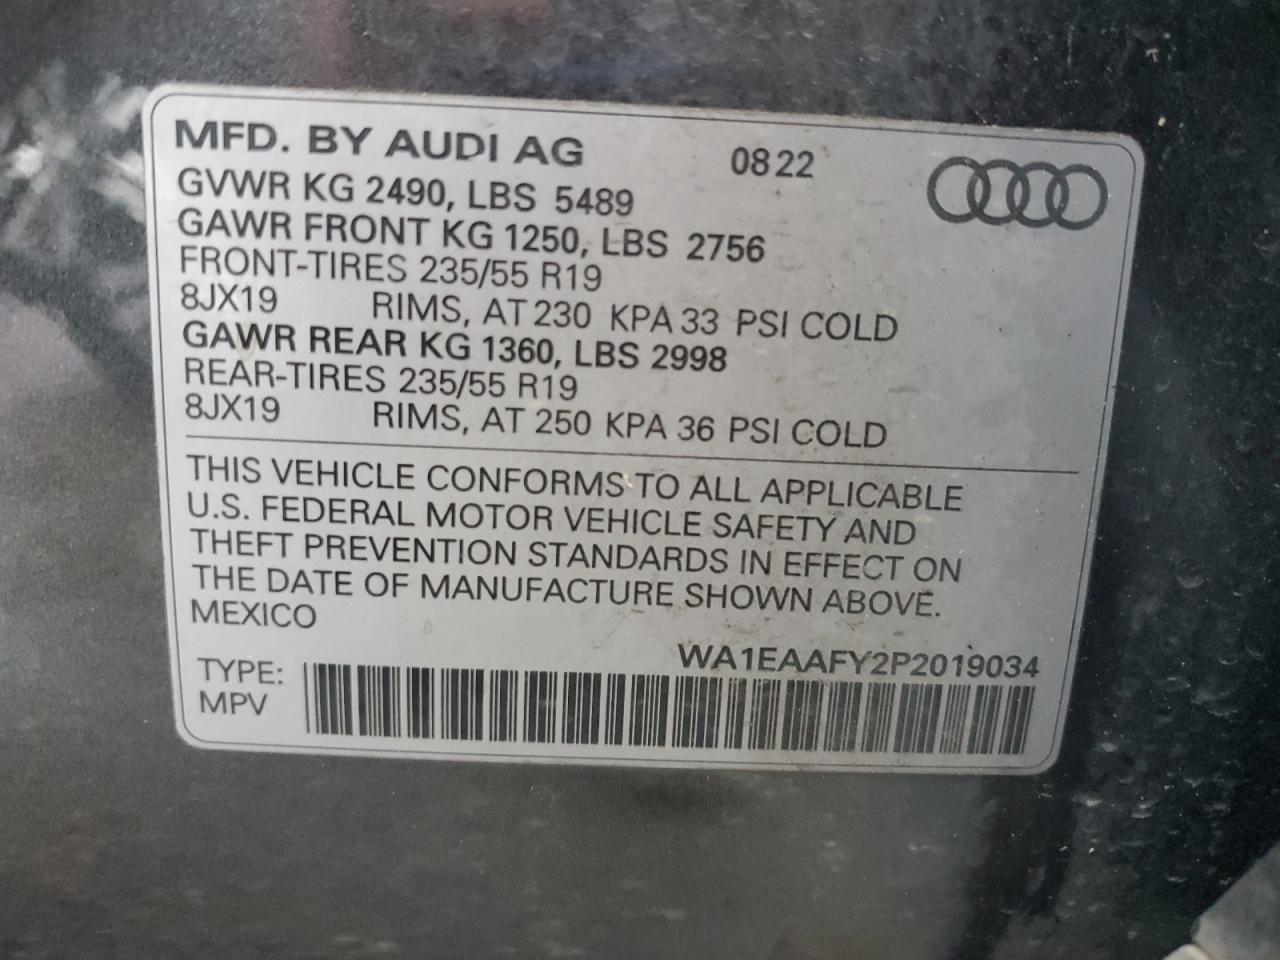 MFD. BY AUDI AG 0822
GVWR KG 2490, LBS 5489
GAWR FRONT KG 1250, LBS 2756
FRONT-TIRES 235/55 R19
8JX19 RIMS, AT 230 KPA 33 PSI COLD
GAWR REAR KG 1360, LBS 2998
REAR-TIRES 235/55 R19
8JX19 RIMS, AT 250 KPA 36 PSI COLD
THIS VEHICLE CONFORMS TO ALL APPLICABLE
U.S. FEDERAL MOTOR VEHICLE SAFETY AND
THEFT PREVENTION STANDARDS IN EFFECT ON
THE DATE OF MANUFACTURE SHOWN ABOVE.
MEXICO
WA1EAAFY2P2019034
TYPE:
MPV